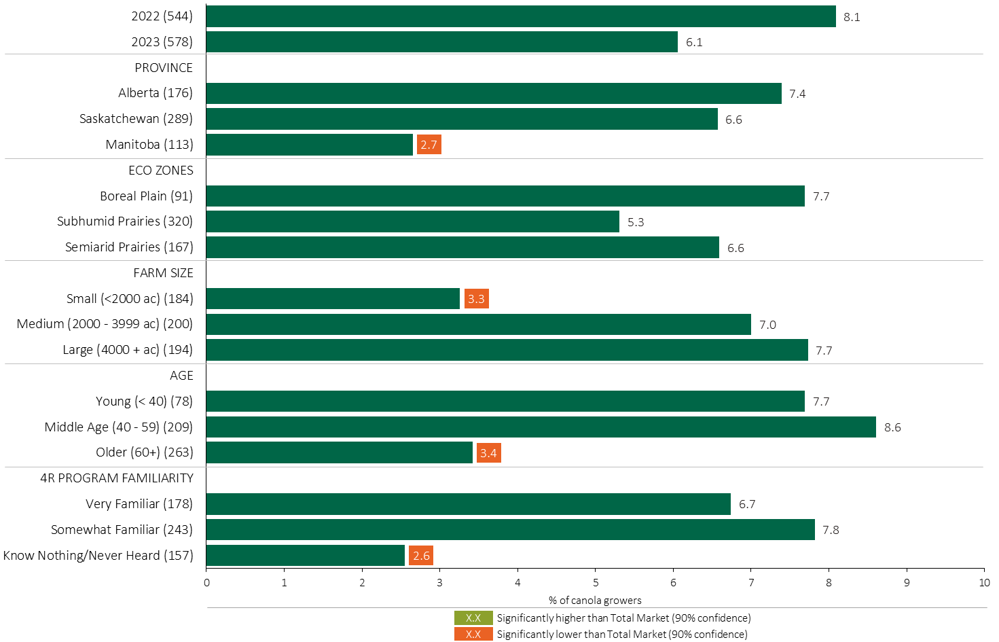 2022 (544) 8.1
2023 (578) 6.1
PROVINCE
Alberta (176) 7.4
Saskatchewan (289) 6.6
Manitoba (113) 2.7
ECO ZONES
Boreal Plain (91) 7.7
Subhumid Prairies (320) 5.3
Semiarid Prairies (167) 6.6
FARM SIZE
Small (<2000 ac) (184) 3.3
Medium (2000 - 3999 ac) (200) 7.0
Large (4000 + ac) (194) 7.7
AGE
Young (< 40) (78) 7.7
Middle Age (40 - 59) (209) 8.6
Older (60+) (263) 3.4
4R PROGRAM FAMILIARITY
Very Familiar (178) 6.7
Somewhat Familiar (243) 7.8
Know Nothing/Never Heard (157) 2.6
0 1 2 3 4 5 6 7 8 9 10
% of canola growers
X.X Significantly higher than Total Market (90% confidence)
X.X Significantly lower than Total Market (90% confidence)